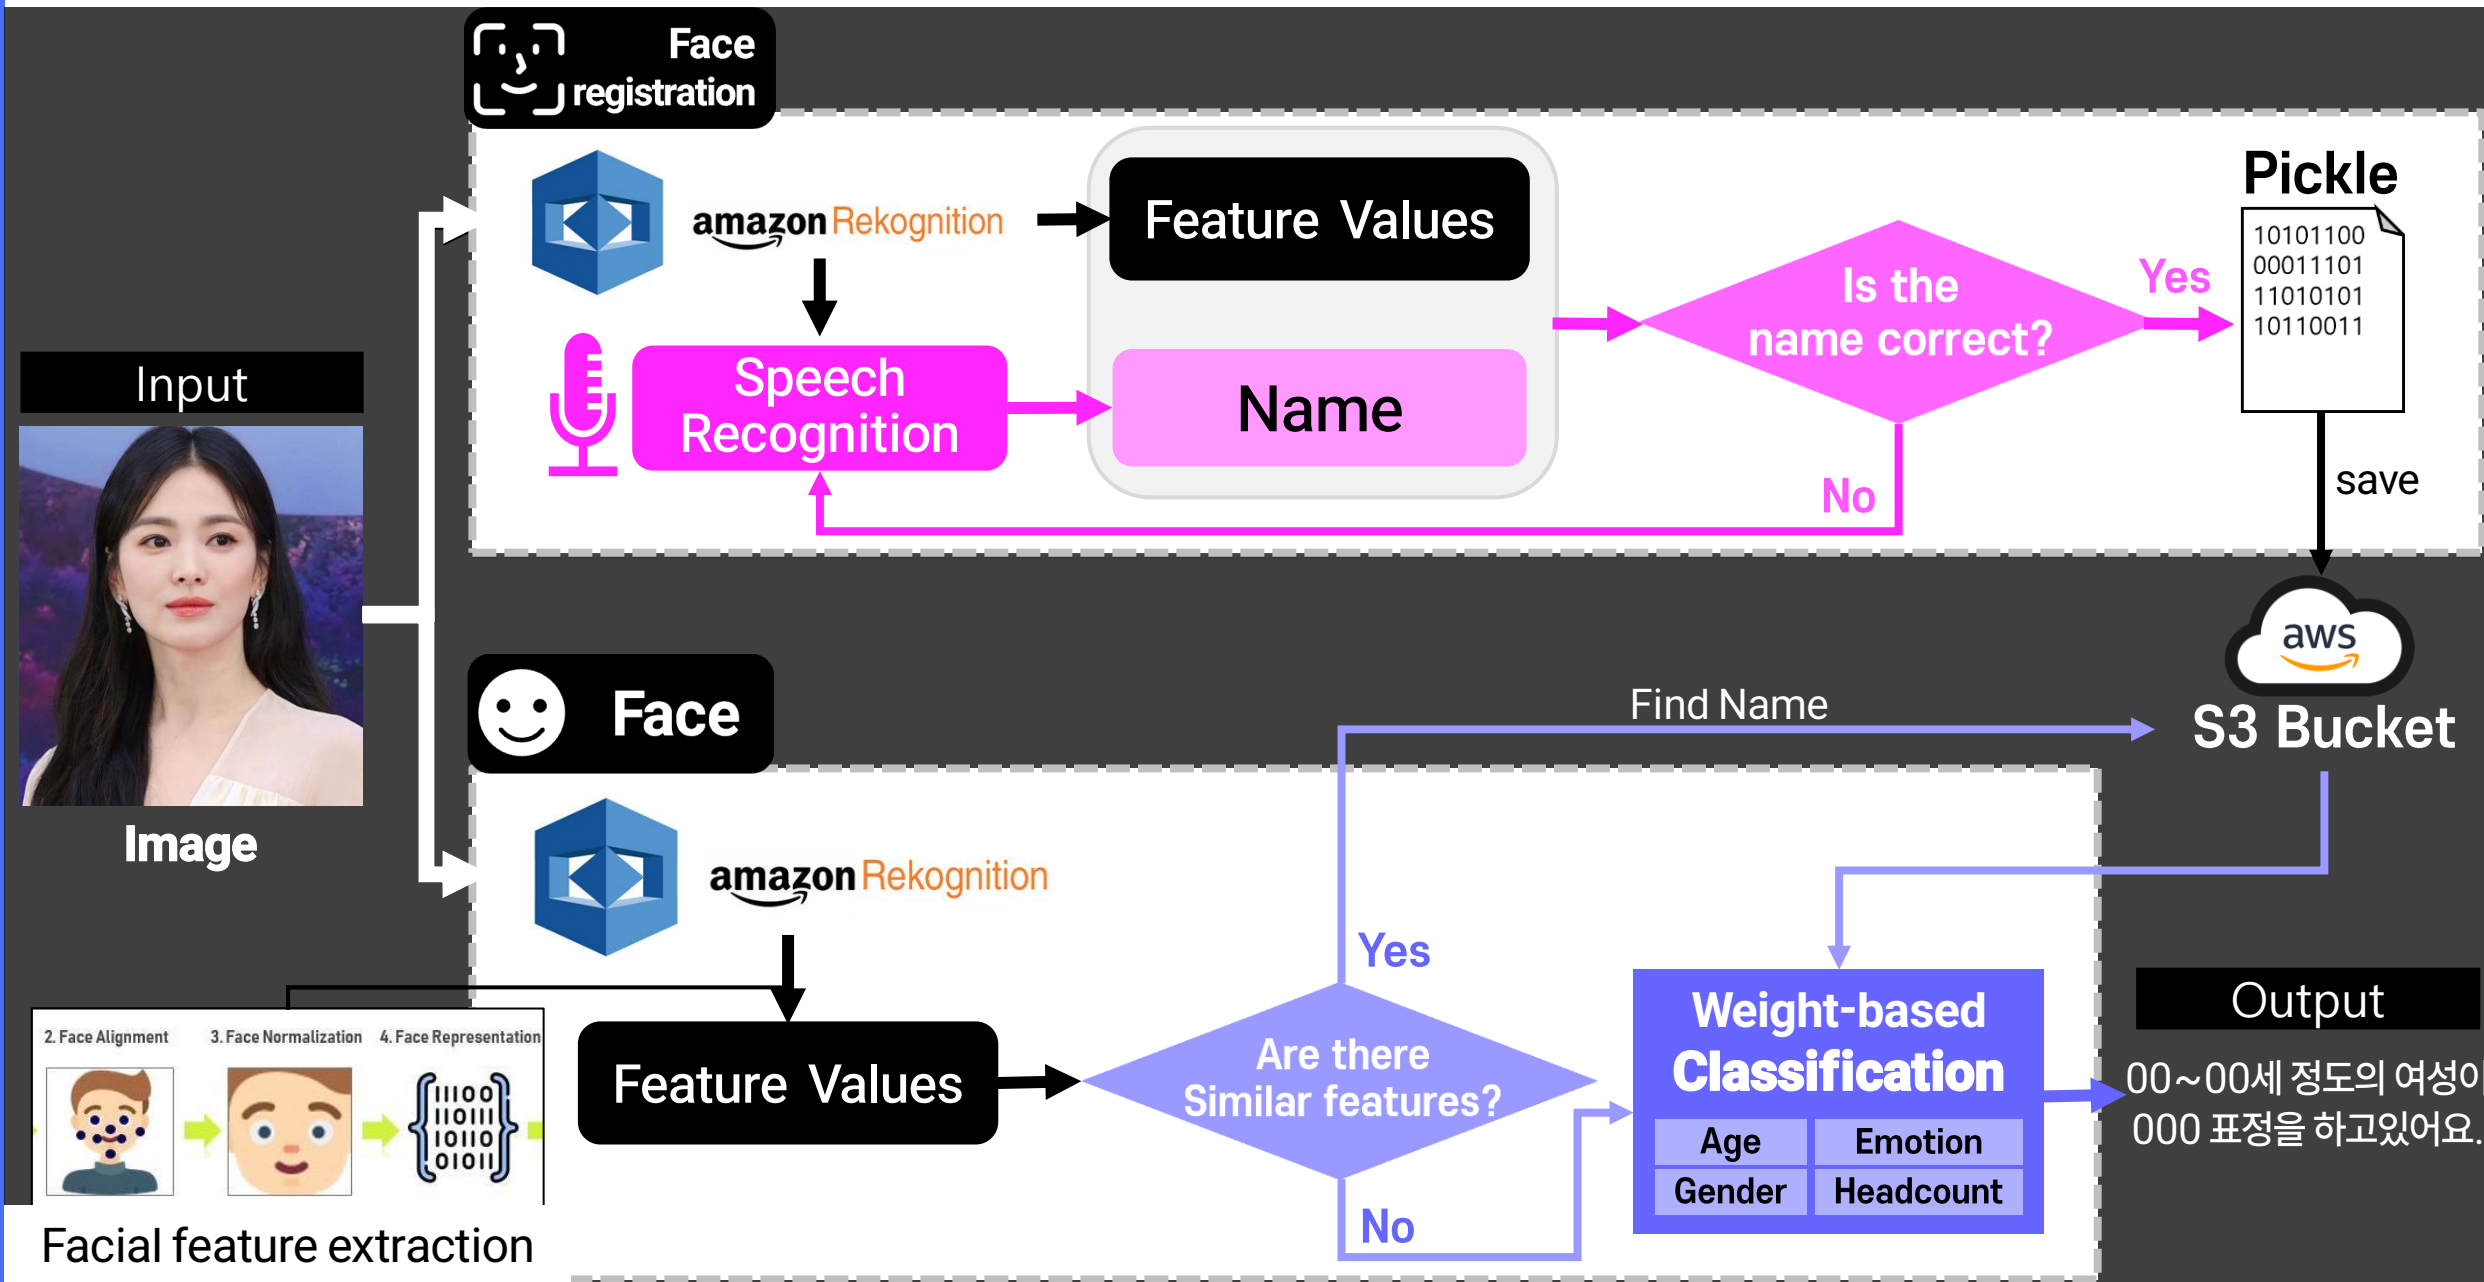 Face
registration
amazon Rekognition
Feature Values
Speech
Recognition
Name
Is the
name correct?
Yes
No
Pickle
10101100
00011101
11010101
10110011
save
Input
Image
aws
S3 Bucket
Face
Find Name
amazon Rekognition
2. Face Alignment
3. Face Normalization
4. Face Representation
11100
11011
10110
01011
Facial feature extraction
Feature Values
Are there
Similar features?
Yes
No
Weight-based
Classification
Age
Emotion
Gender
Headcount
Output
00~00세 정도의 여성이
000 표정을 하고있어요.